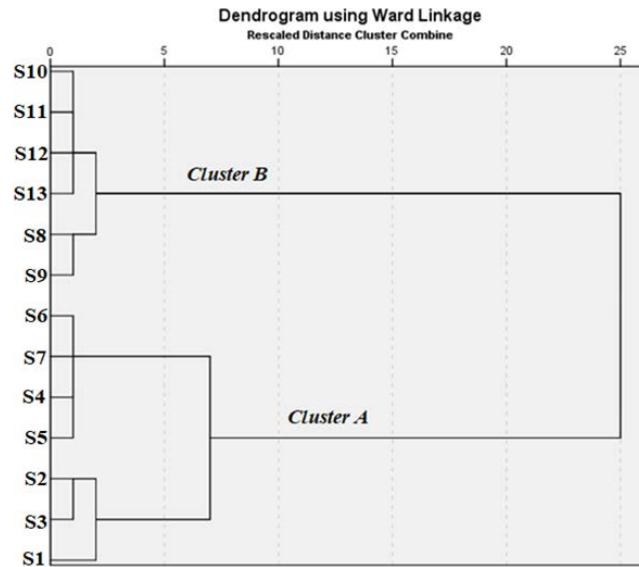 Dendrogram using Ward Linkage
Rescaled Distance Cluster Combine
0 5 10 15 20 25
S10
S11
S12
Cluster B
S13
S8
S9
S6
S7
S4
Cluster A
S5
S2
S3
S1